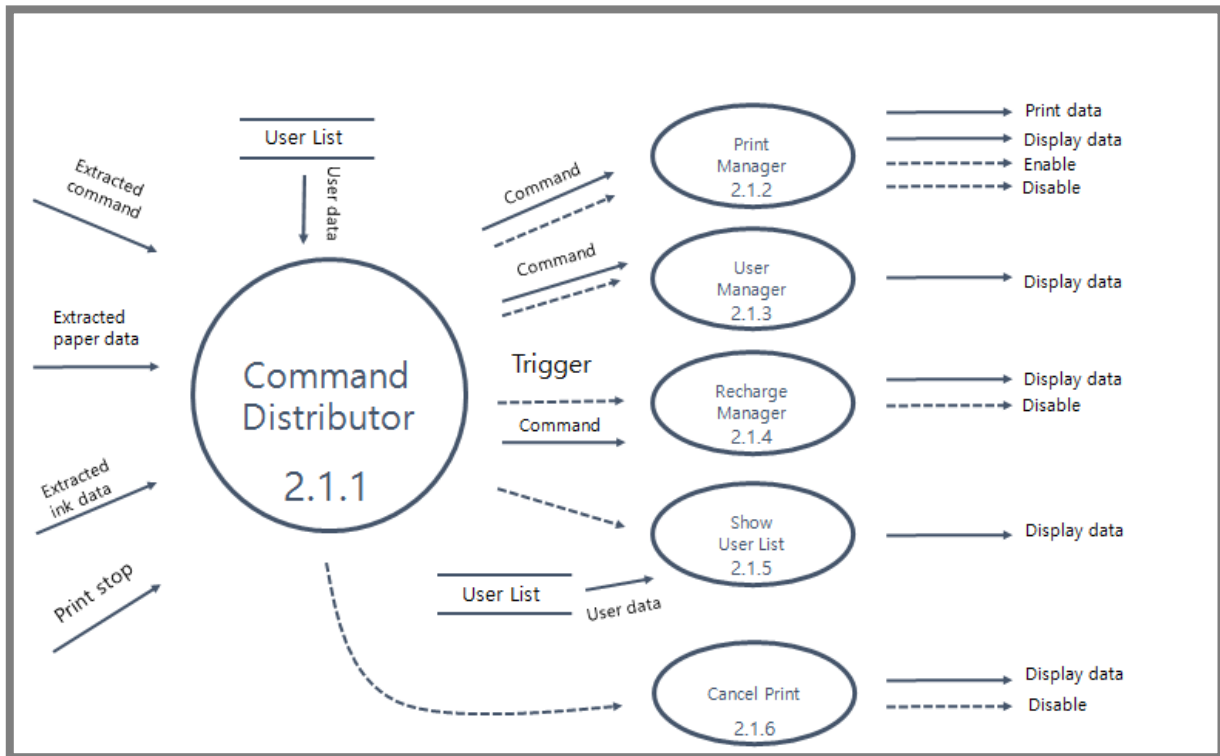 User List
User data
Extracted
command
Extracted
paper data
Extracted
ink data
Print stop
Command
Distributor
2.1.1
Command
Command
Trigger
Command
User List
User data
Print
Manager
2.1.2
Print data
Display data
Enable
Disable
User
Manager
2.1.3
Display data
Recharge
Manager
2.1.4
Display data
Disable
Show
User List
2.1.5
Display data
Cancel Print
2.1.6
Display data
Disable